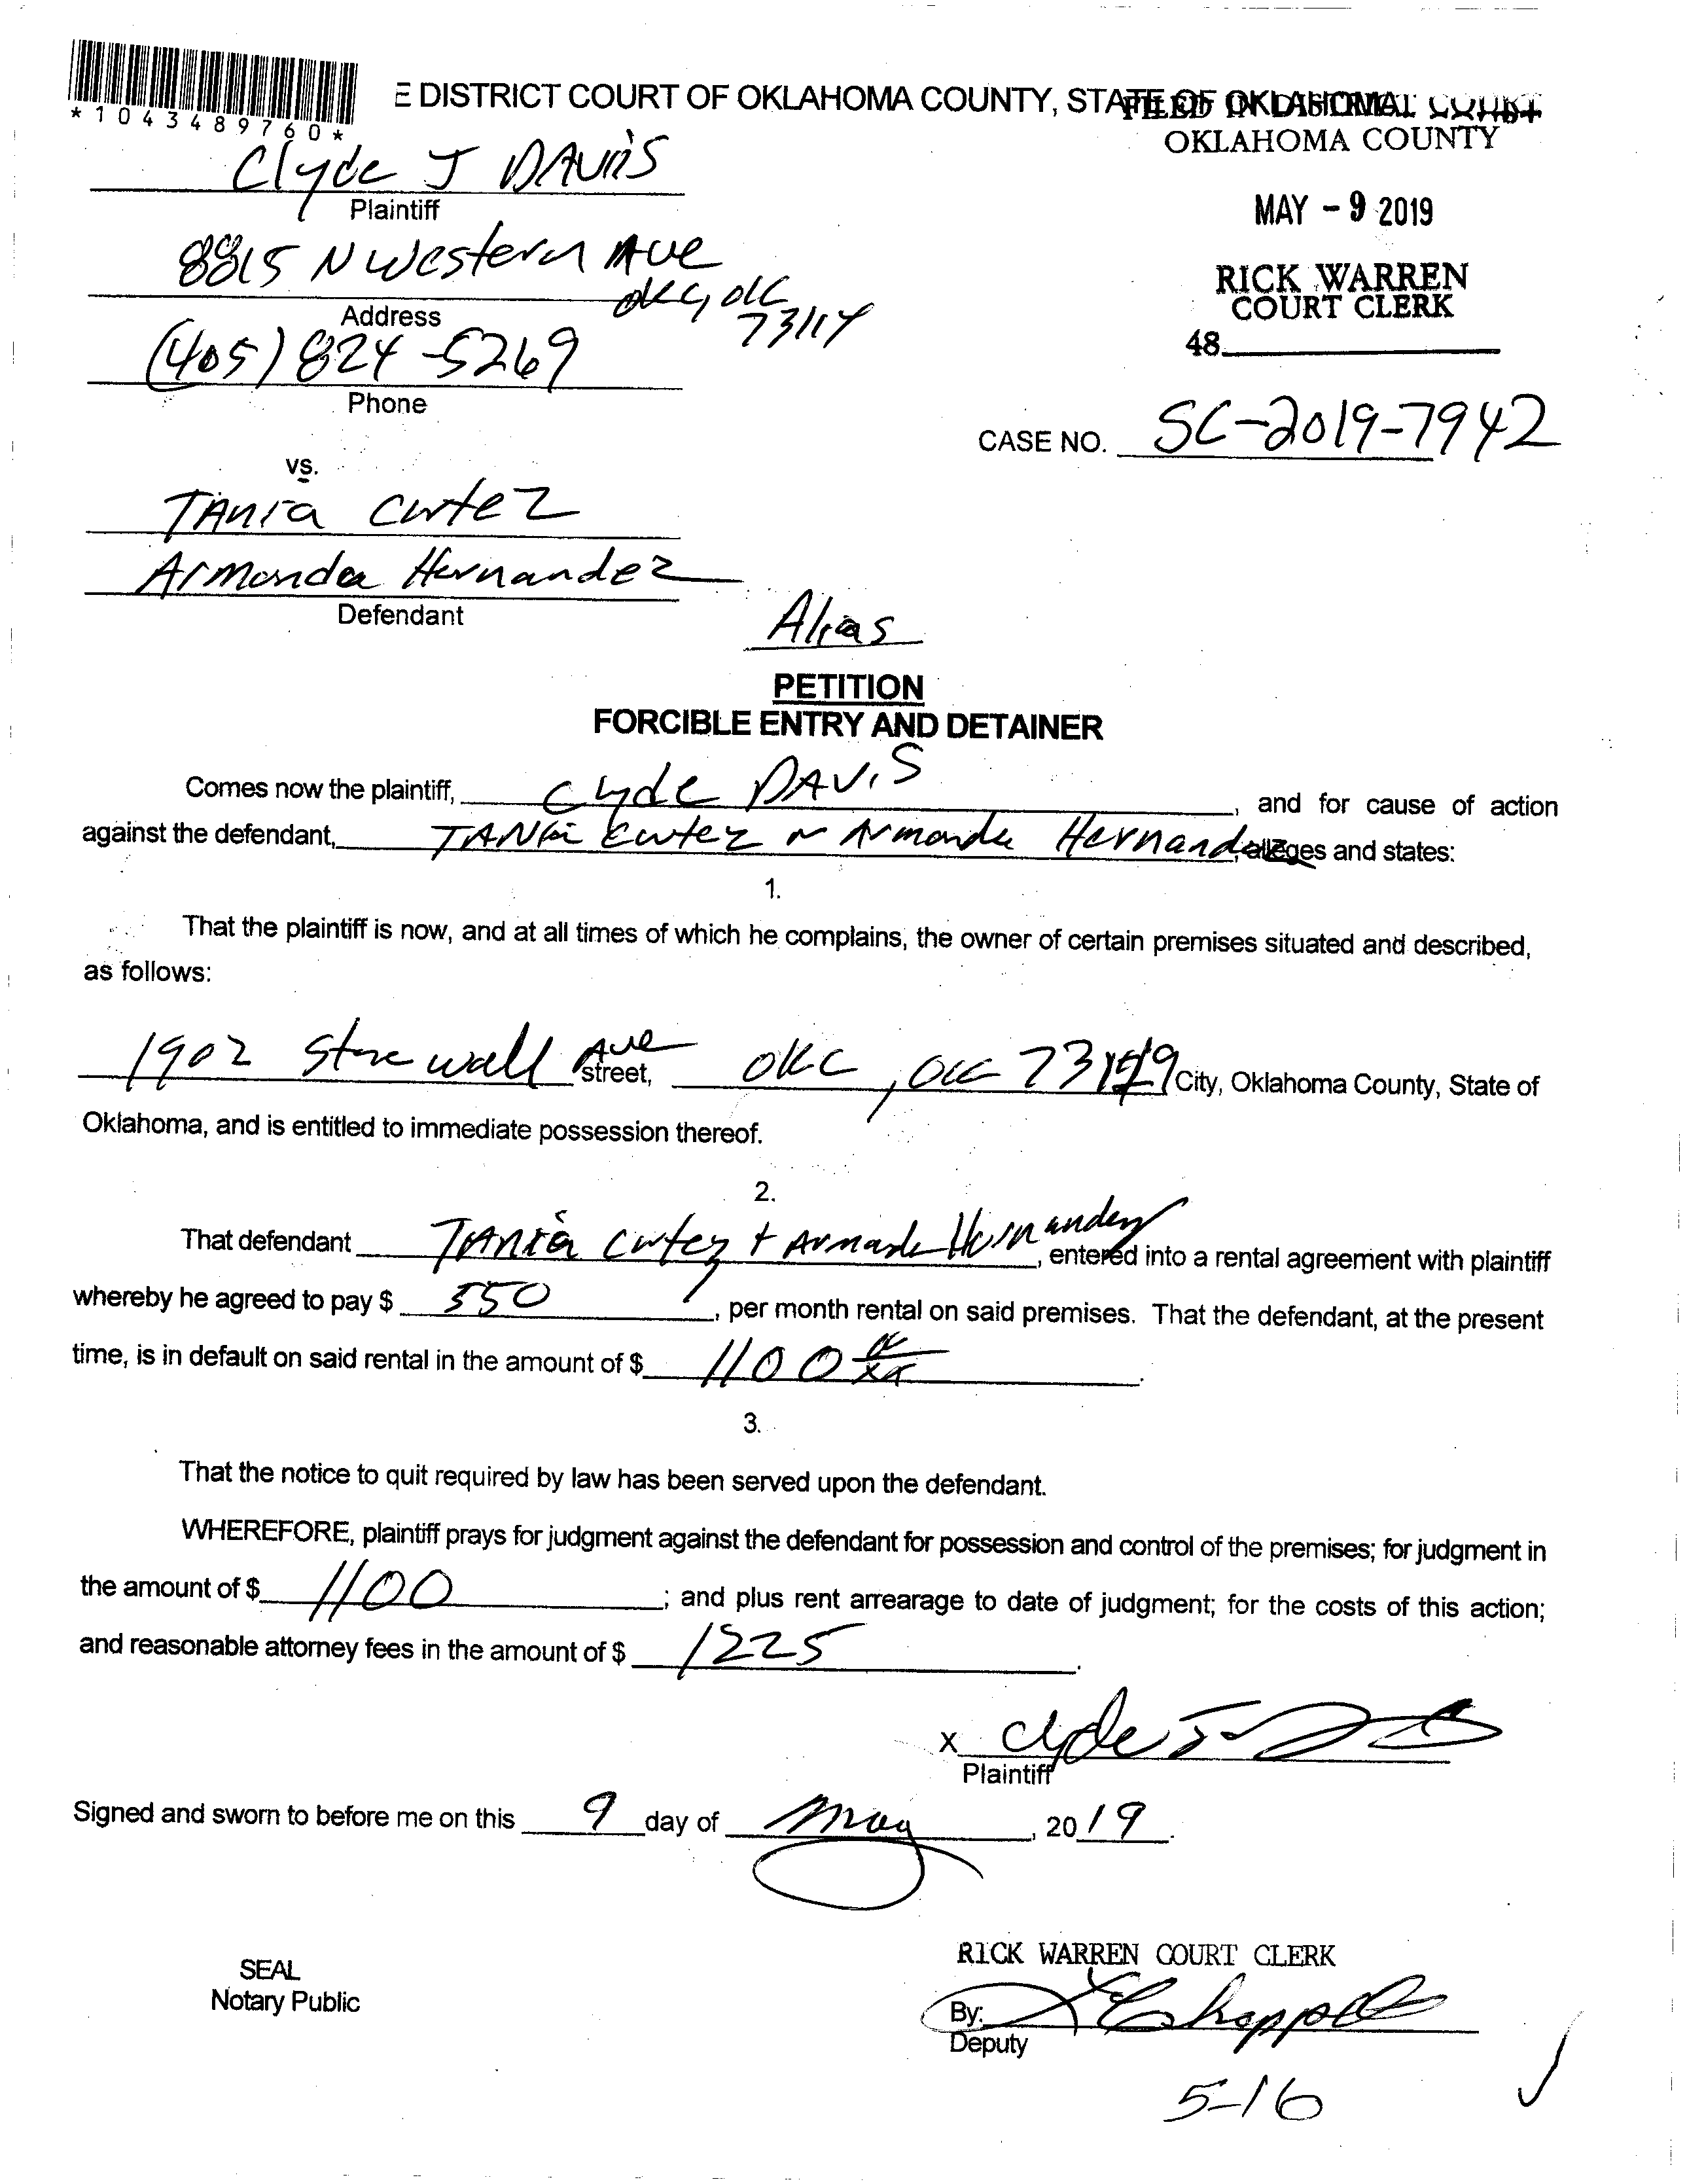 *1043489760*
E DISTRICT COURT OF OKLAHOMA COUNTY, STATE OF OKLAHOMA
FILED IN DISTRICT COURT
OKLAHOMA COUNTY
MAY - 9 2019
RICK WARREN
COURT CLERK
48
Clyde J DAVIS
Plaintiff
8815 N Western Ave
OKC, OK
73114
Address
(405) 824-5269
Phone
CASE NO. SC-2019-7942
vs.
TAnia Cortez
Armanda Hernandez
Defendant
Alias
PETITION
FORCIBLE ENTRY AND DETAINER
Comes now the plaintiff, Clyde DAVIS, and for cause of action
against the defendant, TANia Cortez Armanda Hernandez, alleges and states:
1.
That the plaintiff is now, and at all times of which he complains, the owner of certain premises situated and described,
as follows:
1902 Stonewall Ave street, OKC, OK City, Oklahoma County, State of
Oklahoma, and is entitled to immediate possession thereof.
2.
That defendant TAnia Cortez + Armanda Hernandez, entered into a rental agreement with plaintiff
whereby he agreed to pay $ 550, per month rental on said premises. That the defendant, at the present
time, is in default on said rental in the amount of $ 1100.
3.
That the notice to quit required by law has been served upon the defendant.
WHEREFORE, plaintiff prays for judgment against the defendant for possession and control of the premises; for judgment in
the amount of $ 1100; and plus rent arrearage to date of judgment; for the costs of this action;
and reasonable attorney fees in the amount of $ 1225.
X Clyde J
Plaintiff
Signed and sworn to before me on this 9 day of May, 2019.
SEAL
Notary Public
RICK WARREN COURT CLERK
By:
Deputy
5-16